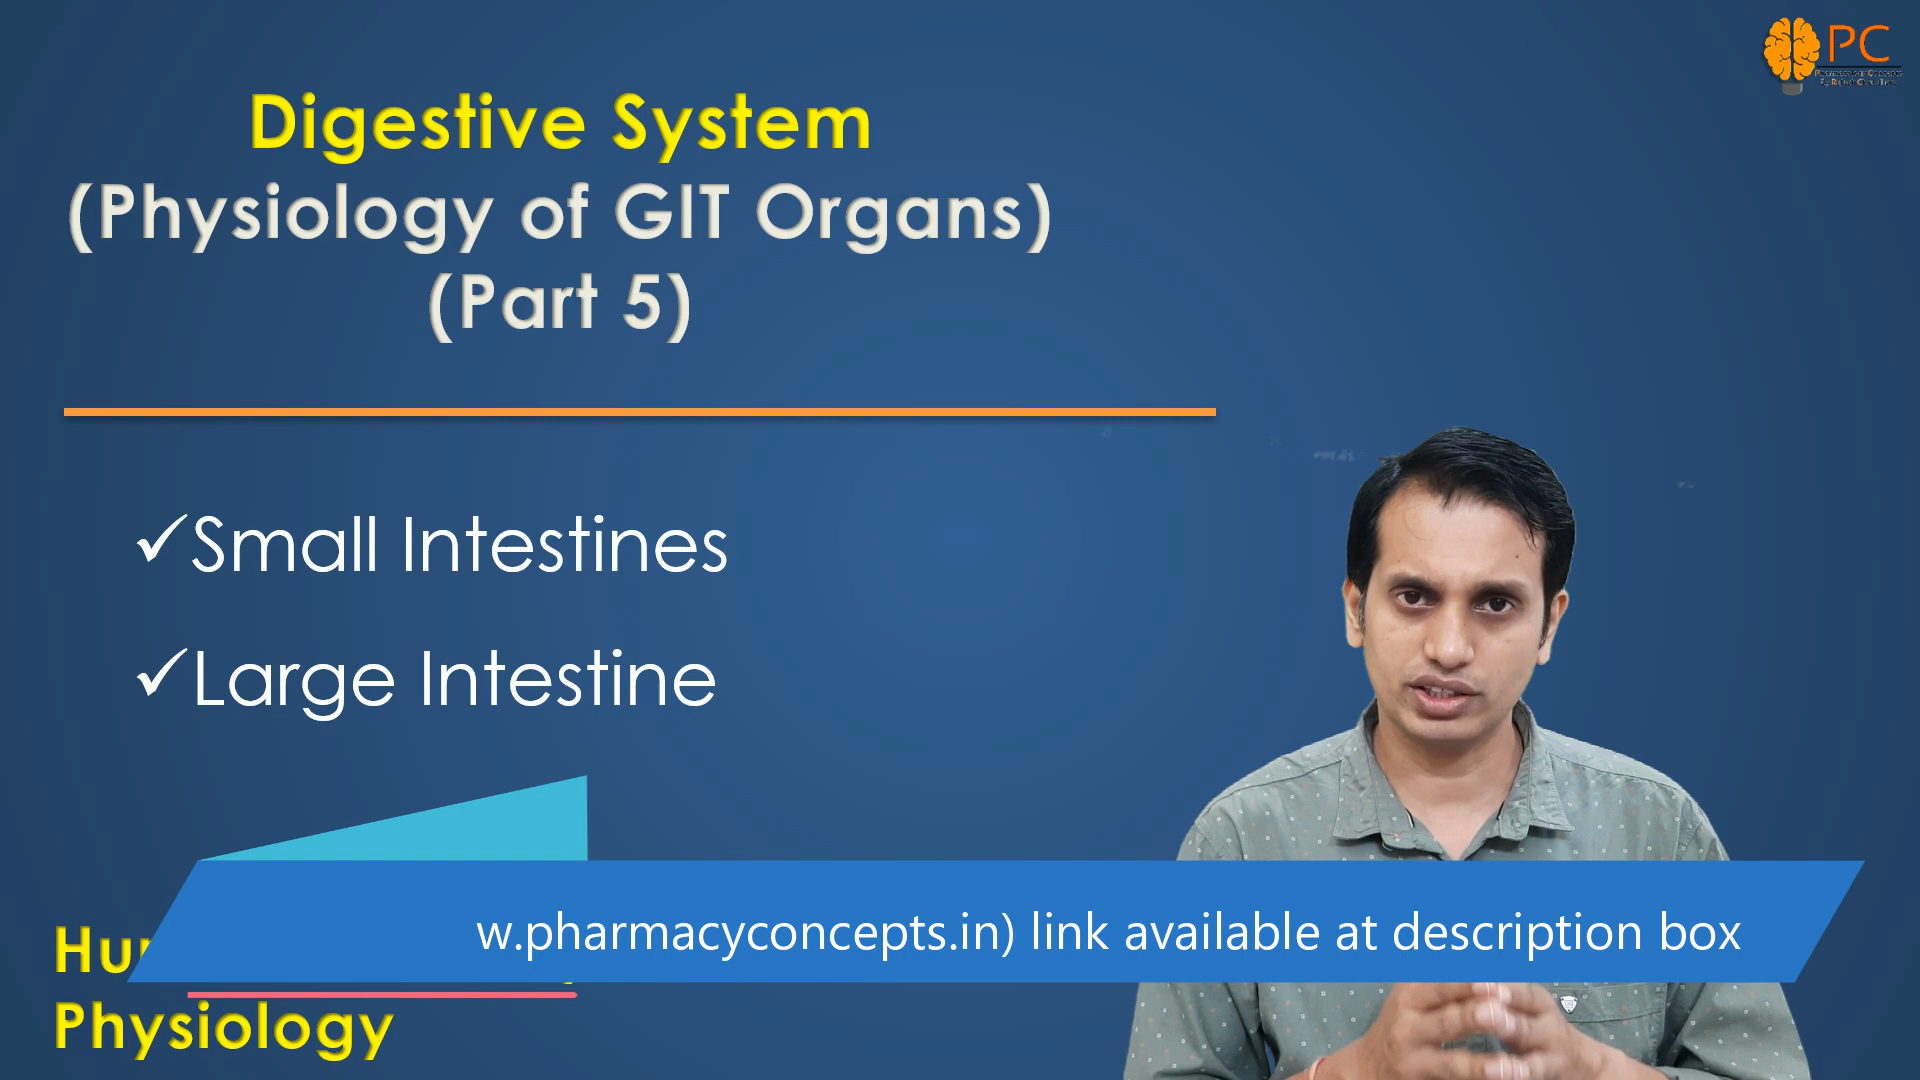 PC
Digestive System
(Physiology of GIT Organs)
(Part 5)
✓Small Intestines
✓Large Intestine
w.pharmacyconcepts.in) link available at description box
Physiology